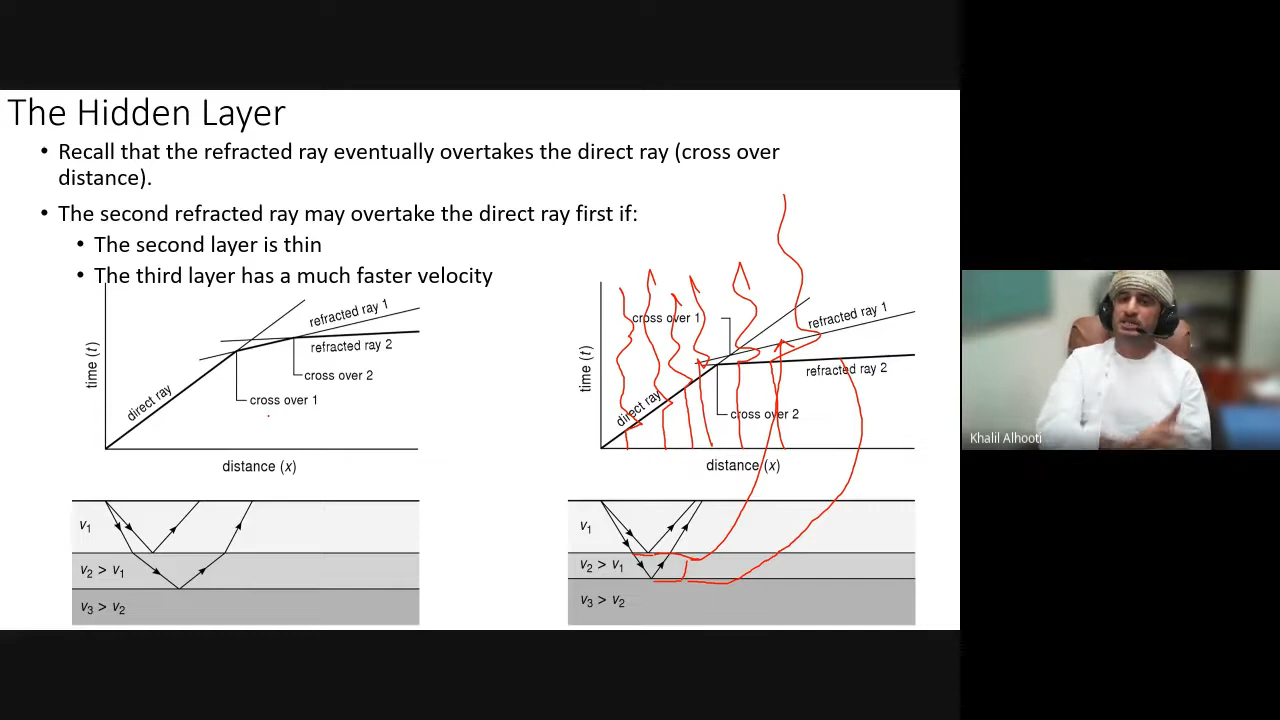 The Hidden Layer
• Recall that the refracted ray eventually overtakes the direct ray (cross over
distance).
• The second refracted ray may overtake the direct ray first if:
• The second layer is thin
• The third layer has a much faster velocity
time (t)
direct ray
refracted ray 1
refracted ray 2
cross over 2
cross over 1
distance (x)
v₁
v₂ > v₁
v₃ > v₂
time (t)
cross over 1
direct ray
refracted ray 1
refracted ray 2
cross over 2
distance (x)
v₁
v₂ > v₁
v₃ > v₂
Khalil Alhooti